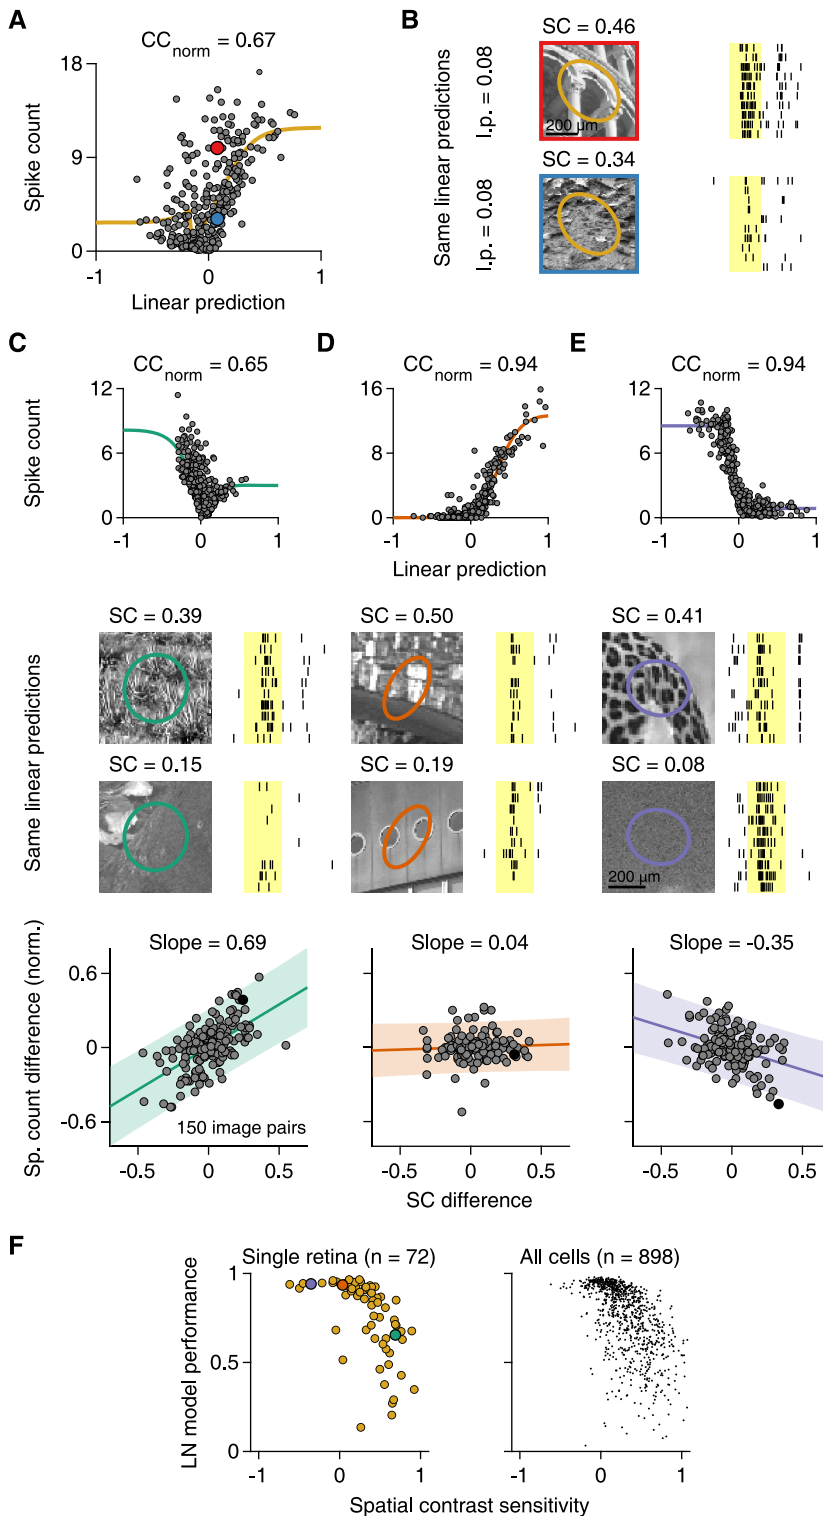 A
CCnorm = 0.67
18
9
0
Spike count
-1
0
1
Linear prediction
B
SC = 0.46
Same linear predictions
l.p. = 0.08
200 µm
SC = 0.34
l.p. = 0.08
C
CCnorm = 0.65
12
6
0
Spike count
-1
0
1
D
CCnorm = 0.94
16
8
0
-1
0
1
Linear prediction
E
CCnorm = 0.94
12
6
0
-1
0
1
Same linear predictions
SC = 0.39
SC = 0.50
SC = 0.41
SC = 0.15
SC = 0.19
SC = 0.08
200 µm
Sp. count difference (norm.)
Slope = 0.69
0.6
0
-0.6
150 image pairs
-0.5
0
0.5
Slope = 0.04
-0.5
0
0.5
SC difference
Slope = -0.35
-0.5
0
0.5
F
Single retina (n = 72)
LN model performance
1
0.5
0
-1
0
1
All cells (n = 898)
-1
0
1
Spatial contrast sensitivity